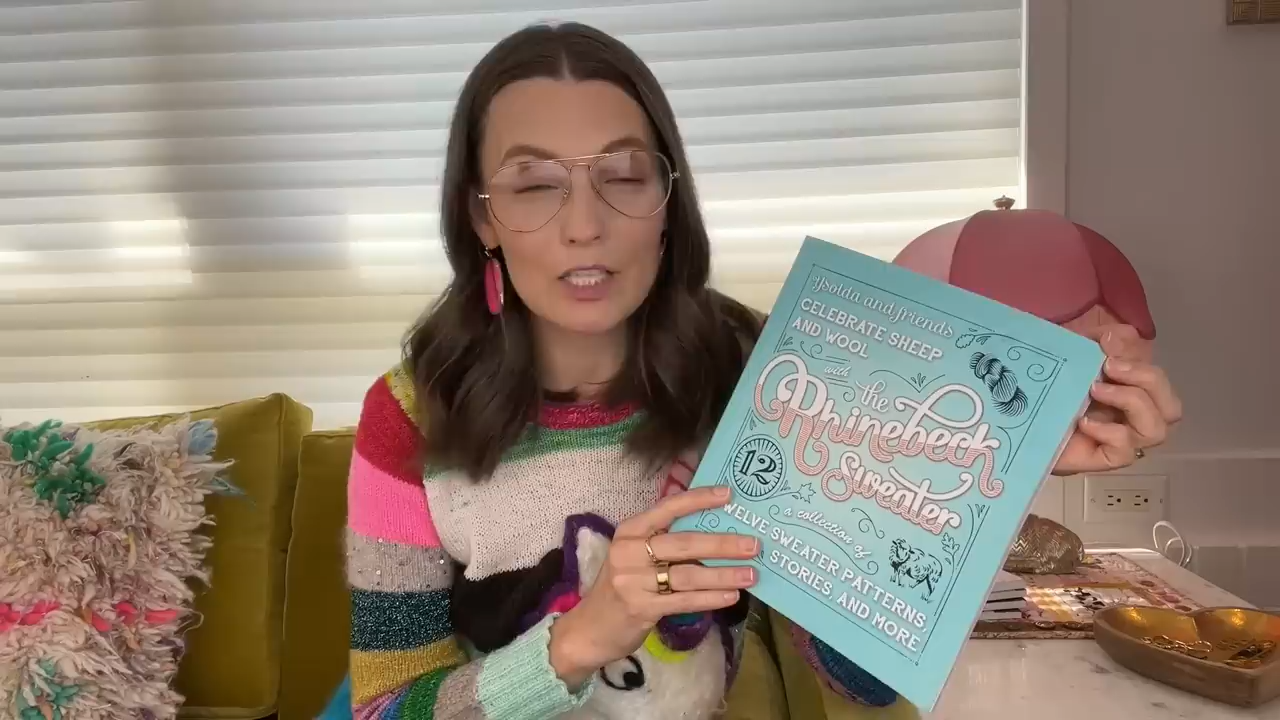 Ysolda and friends
CELEBRATE SHEEP
AND WOOL
with
the
Rhinebeck
Sweater
12
a collection of
TWELVE SWEATER PATTERNS,
STORIES, AND MORE